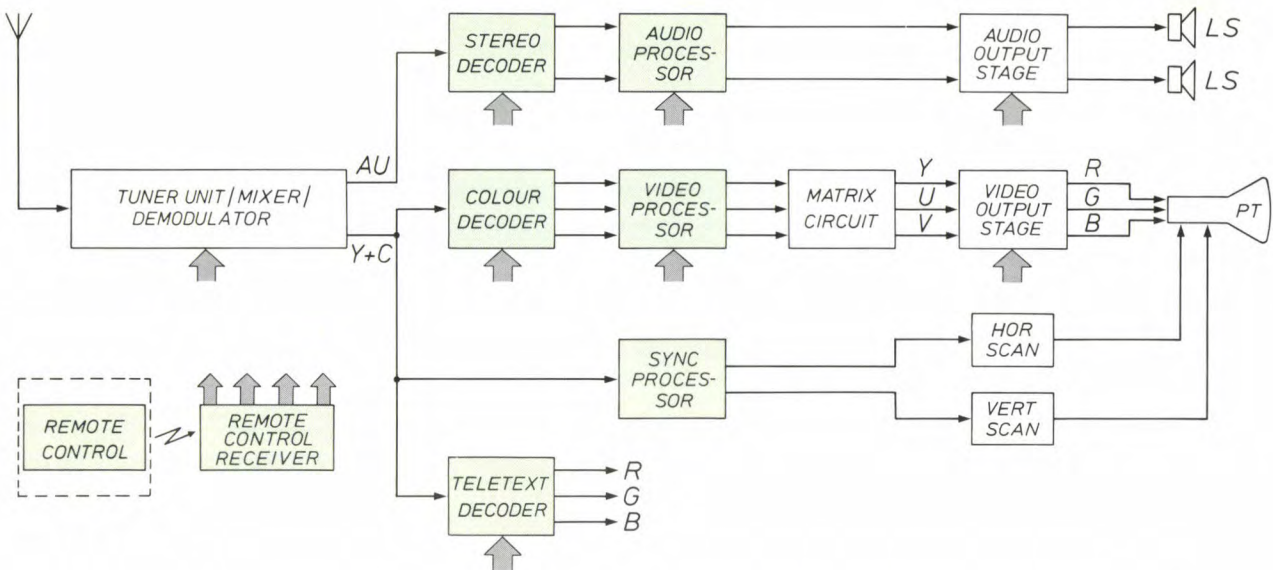 STEREO
DECODER
AUDIO
PROCES-
SOR
AUDIO
OUTPUT
STAGE
LS
LS
TUNER UNIT/MIXER/
DEMODULATOR
AU
Y+C
COLOUR
DECODER
VIDEO
PROCES-
SOR
MATRIX
CIRCUIT
Y
U
V
VIDEO
OUTPUT
STAGE
R
G
B
PT
SYNC
PROCES-
SOR
HOR
SCAN
VERT
SCAN
REMOTE
CONTROL
REMOTE
CONTROL
RECEIVER
TELETEXT
DECODER
R
G
B